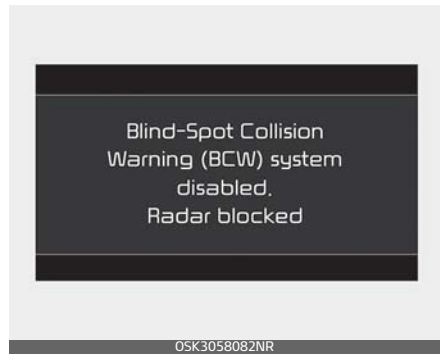 Blind-Spot Collision
Warning (BCW) system
disabled.
Radar blocked
OSK3058082NR